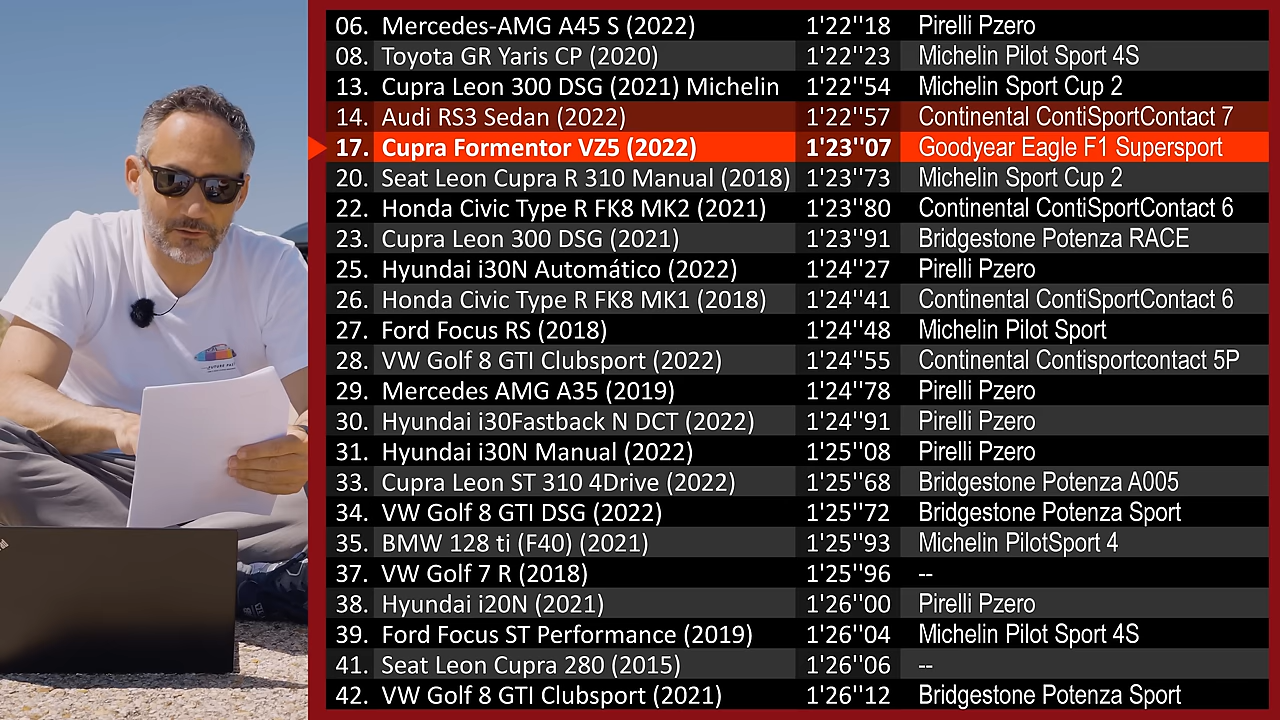 06. Mercedes-AMG A45 S (2022) 1'22''18 Pirelli Pzero
08. Toyota GR Yaris CP (2020) 1'22''23 Michelin Pilot Sport 4S
13. Cupra Leon 300 DSG (2021) Michelin 1'22''54 Michelin Sport Cup 2
14. Audi RS3 Sedan (2022) 1'22''57 Continental ContiSportContact 7
17. Cupra Formentor VZ5 (2022) 1'23''07 Goodyear Eagle F1 Supersport
20. Seat Leon Cupra R 310 Manual (2018) 1'23''73 Michelin Sport Cup 2
22. Honda Civic Type R FK8 MK2 (2021) 1'23''80 Continental ContiSportContact 6
23. Cupra Leon 300 DSG (2021) 1'23''91 Bridgestone Potenza RACE
25. Hyundai i30N Automático (2022) 1'24''27 Pirelli Pzero
26. Honda Civic Type R FK8 MK1 (2018) 1'24''41 Continental ContiSportContact 6
27. Ford Focus RS (2018) 1'24''48 Michelin Pilot Sport
28. VW Golf 8 GTI Clubsport (2022) 1'24''55 Continental Contisportcontact 5P
29. Mercedes AMG A35 (2019) 1'24''78 Pirelli Pzero
30. Hyundai i30Fastback N DCT (2022) 1'24''91 Pirelli Pzero
31. Hyundai i30N Manual (2022) 1'25''08 Pirelli Pzero
33. Cupra Leon ST 310 4Drive (2022) 1'25''68 Bridgestone Potenza A005
34. VW Golf 8 GTI DSG (2022) 1'25''72 Bridgestone Potenza Sport
35. BMW 128 ti (F40) (2021) 1'25''93 Michelin PilotSport 4
37. VW Golf 7 R (2018) 1'25''96 --
38. Hyundai i20N (2021) 1'26''00 Pirelli Pzero
39. Ford Focus ST Performance (2019) 1'26''04 Michelin Pilot Sport 4S
41. Seat Leon Cupra 280 (2015) 1'26''06 --
42. VW Golf 8 GTI Clubsport (2021) 1'26''12 Bridgestone Potenza Sport